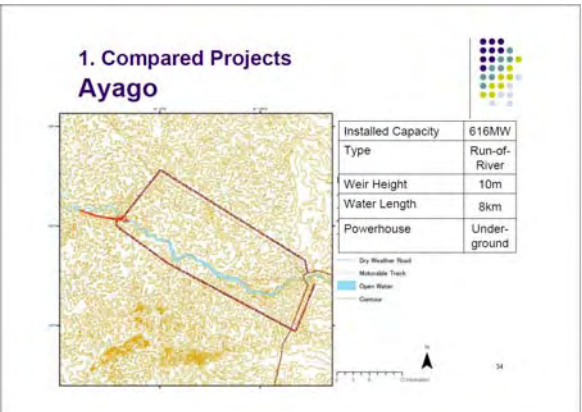 1. Compared Projects
Ayago
Installed Capacity 616MW
Type Run-of-
River
Weir Height 10m
Water Length 8km
Powerhouse Under-
ground
Dry Weather Road
Motorable Track
Open Water
Contour
N
34